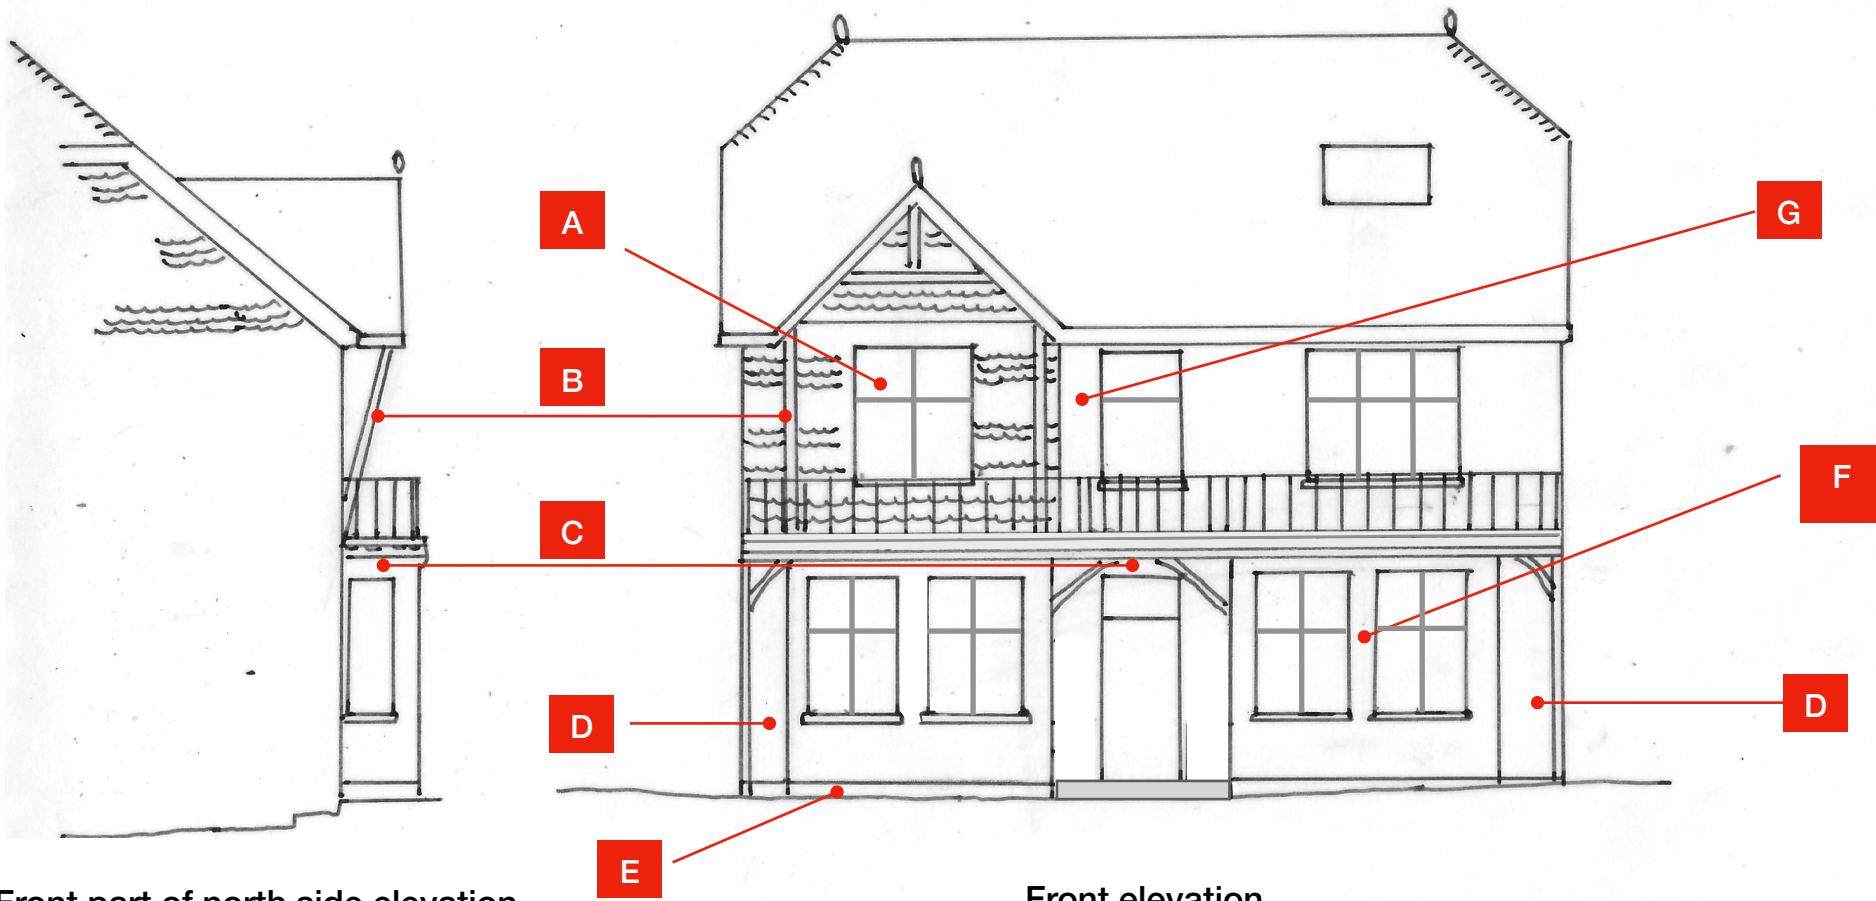 A
G
B
F
C
D
D
E
Front part of north side elevation
Front elevation